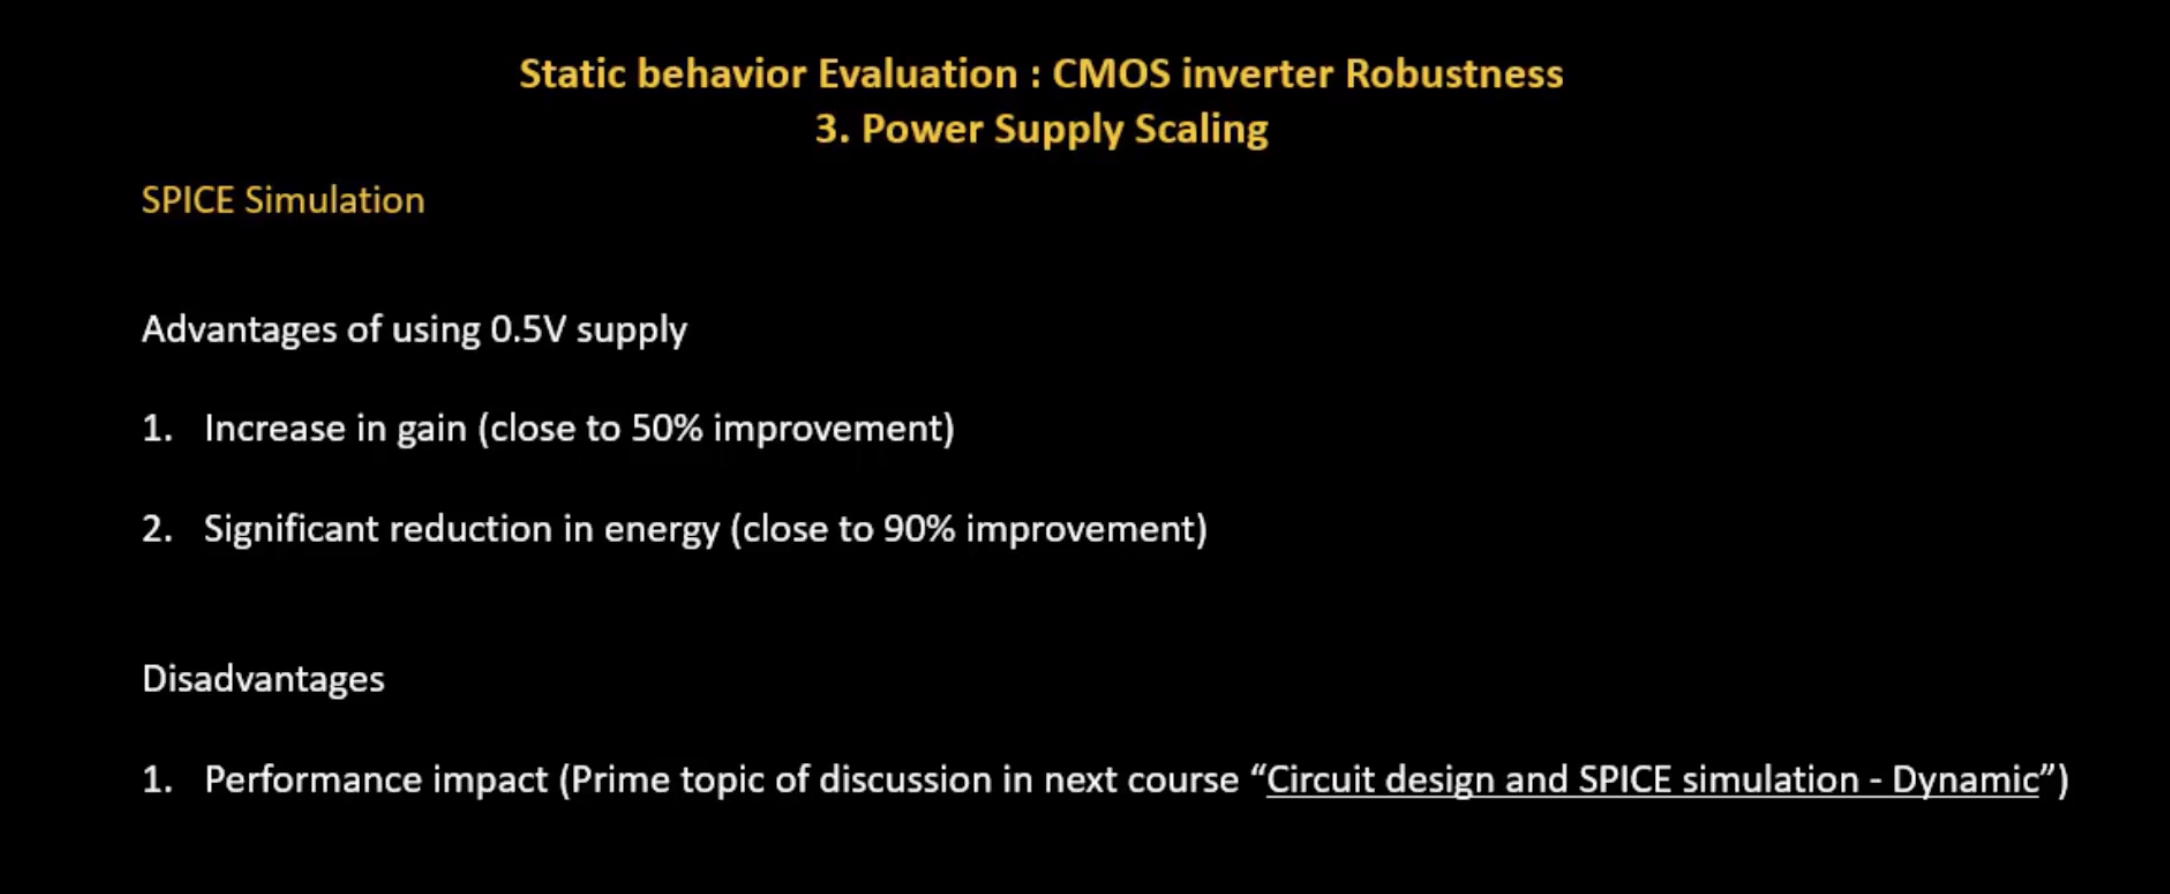 Static behavior Evaluation : CMOS inverter Robustness
3. Power Supply Scaling
SPICE Simulation
Advantages of using 0.5V supply
1. Increase in gain (close to 50% improvement)
2. Significant reduction in energy (close to 90% improvement)
Disadvantages
1. Performance impact (Prime topic of discussion in next course “Circuit design and SPICE simulation - Dynamic”)